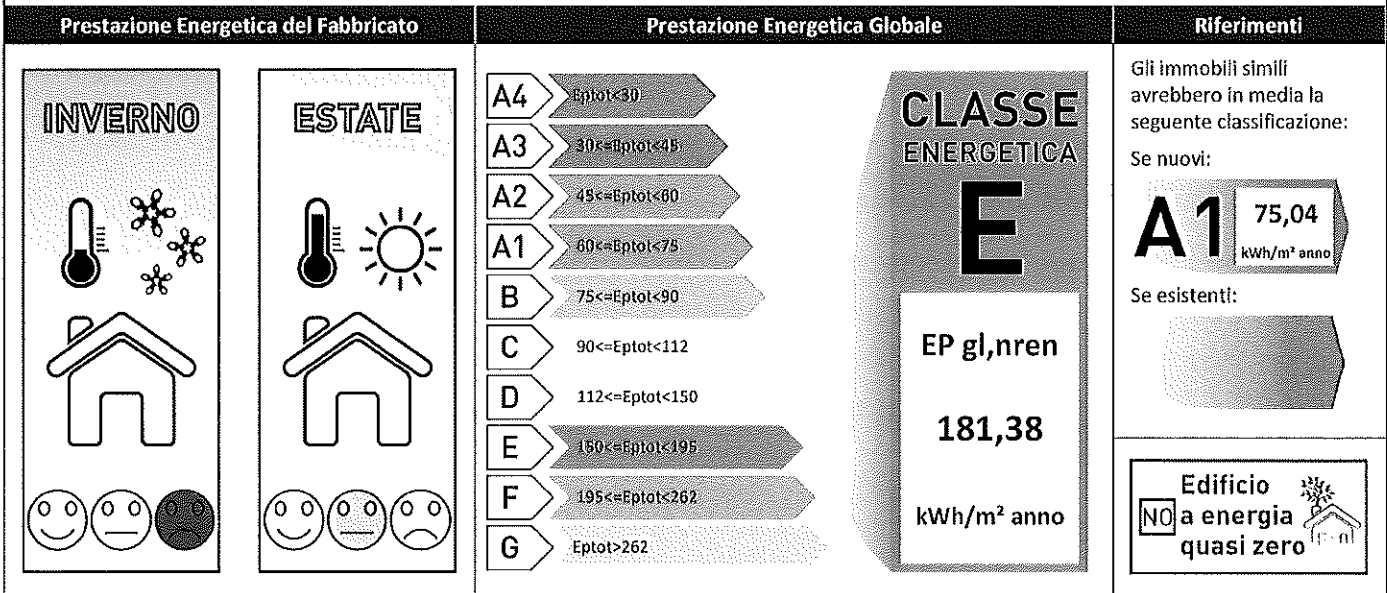 Prestazione Energetica del Fabbricato
Prestazione Energetica Globale
Riferimenti
INVERNO
ESTATE
A4 Eptot<30
A3 30<=Eptot<45
A2 45<=Eptot<60
A1 60<=Eptot<75
B 75<=Eptot<90
C 90<=Eptot<112
D 112<=Eptot<150
E 150<=Eptot<195
F 195<=Eptot<262
G Eptot>262
CLASSE
ENERGETICA
E
EP gl,nren
181,38
kWh/m² anno
Gli immobili simili
avrebbero in media la
seguente classificazione:
Se nuovi:
A1
75,04
kWh/m² anno
Se esistenti:
Edificio
NO a energia
quasi zero